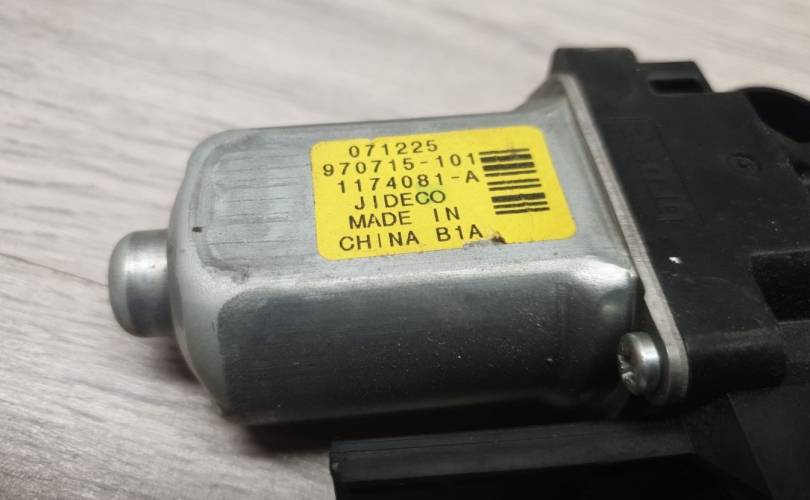 071225
970715-101
1174081-A
JIDECO
MADE IN
CHINA B1A